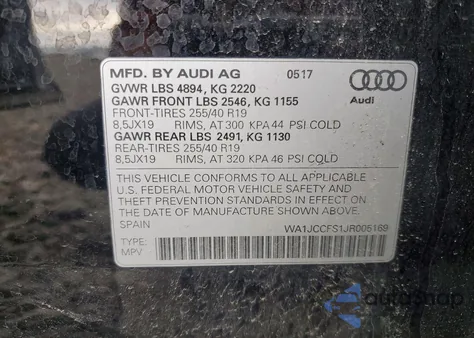 MFD. BY AUDI AG 0517
GVWR LBS 4894, KG 2220
GAWR FRONT LBS 2546, KG 1155
FRONT-TIRES 255/40 R19
8,5JX19 RIMS, AT 300 KPA 44 PSI COLD
GAWR REAR LBS 2491, KG 1130
REAR-TIRES 255/40 R19
8,5JX19 RIMS, AT 320 KPA 46 PSI COLD
Audi
THIS VEHICLE CONFORMS TO ALL APPLICABLE
U.S. FEDERAL MOTOR VEHICLE SAFETY AND
THEFT PREVENTION STANDARDS IN EFFECT ON
THE DATE OF MANUFACTURE SHOWN ABOVE.
SPAIN WA1JCCFS1JR005169
TYPE:
MPV
AutoSnap